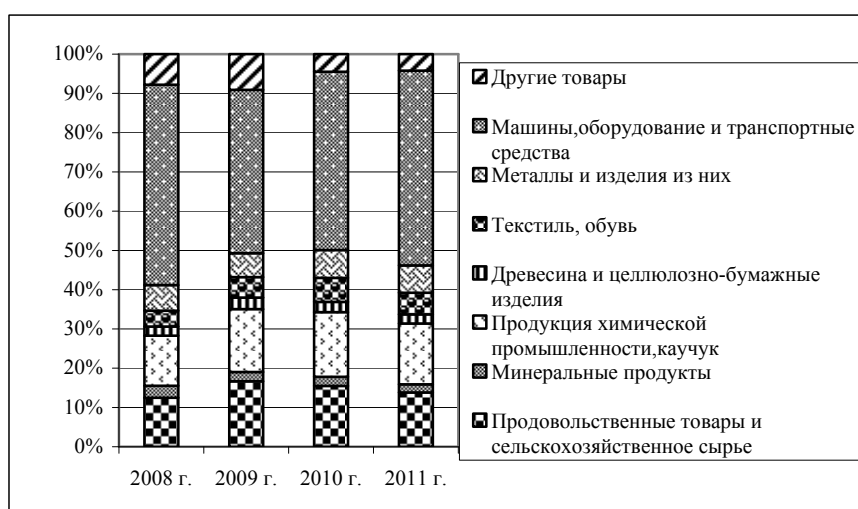 100%
90%
80%
70%
60%
50%
40%
30%
20%
10%
0%
2008 г.
2009 г.
2010 г.
2011 г.
Другие товары
Машины,оборудование и транспортные
средства
Металлы и изделия из них
Текстиль, обувь
Древесина и целлюлозно-бумажные
изделия
Продукция химической
промышленности,каучук
Минеральные продукты
Продовольственные товары и
сельскохозяйственное сырье